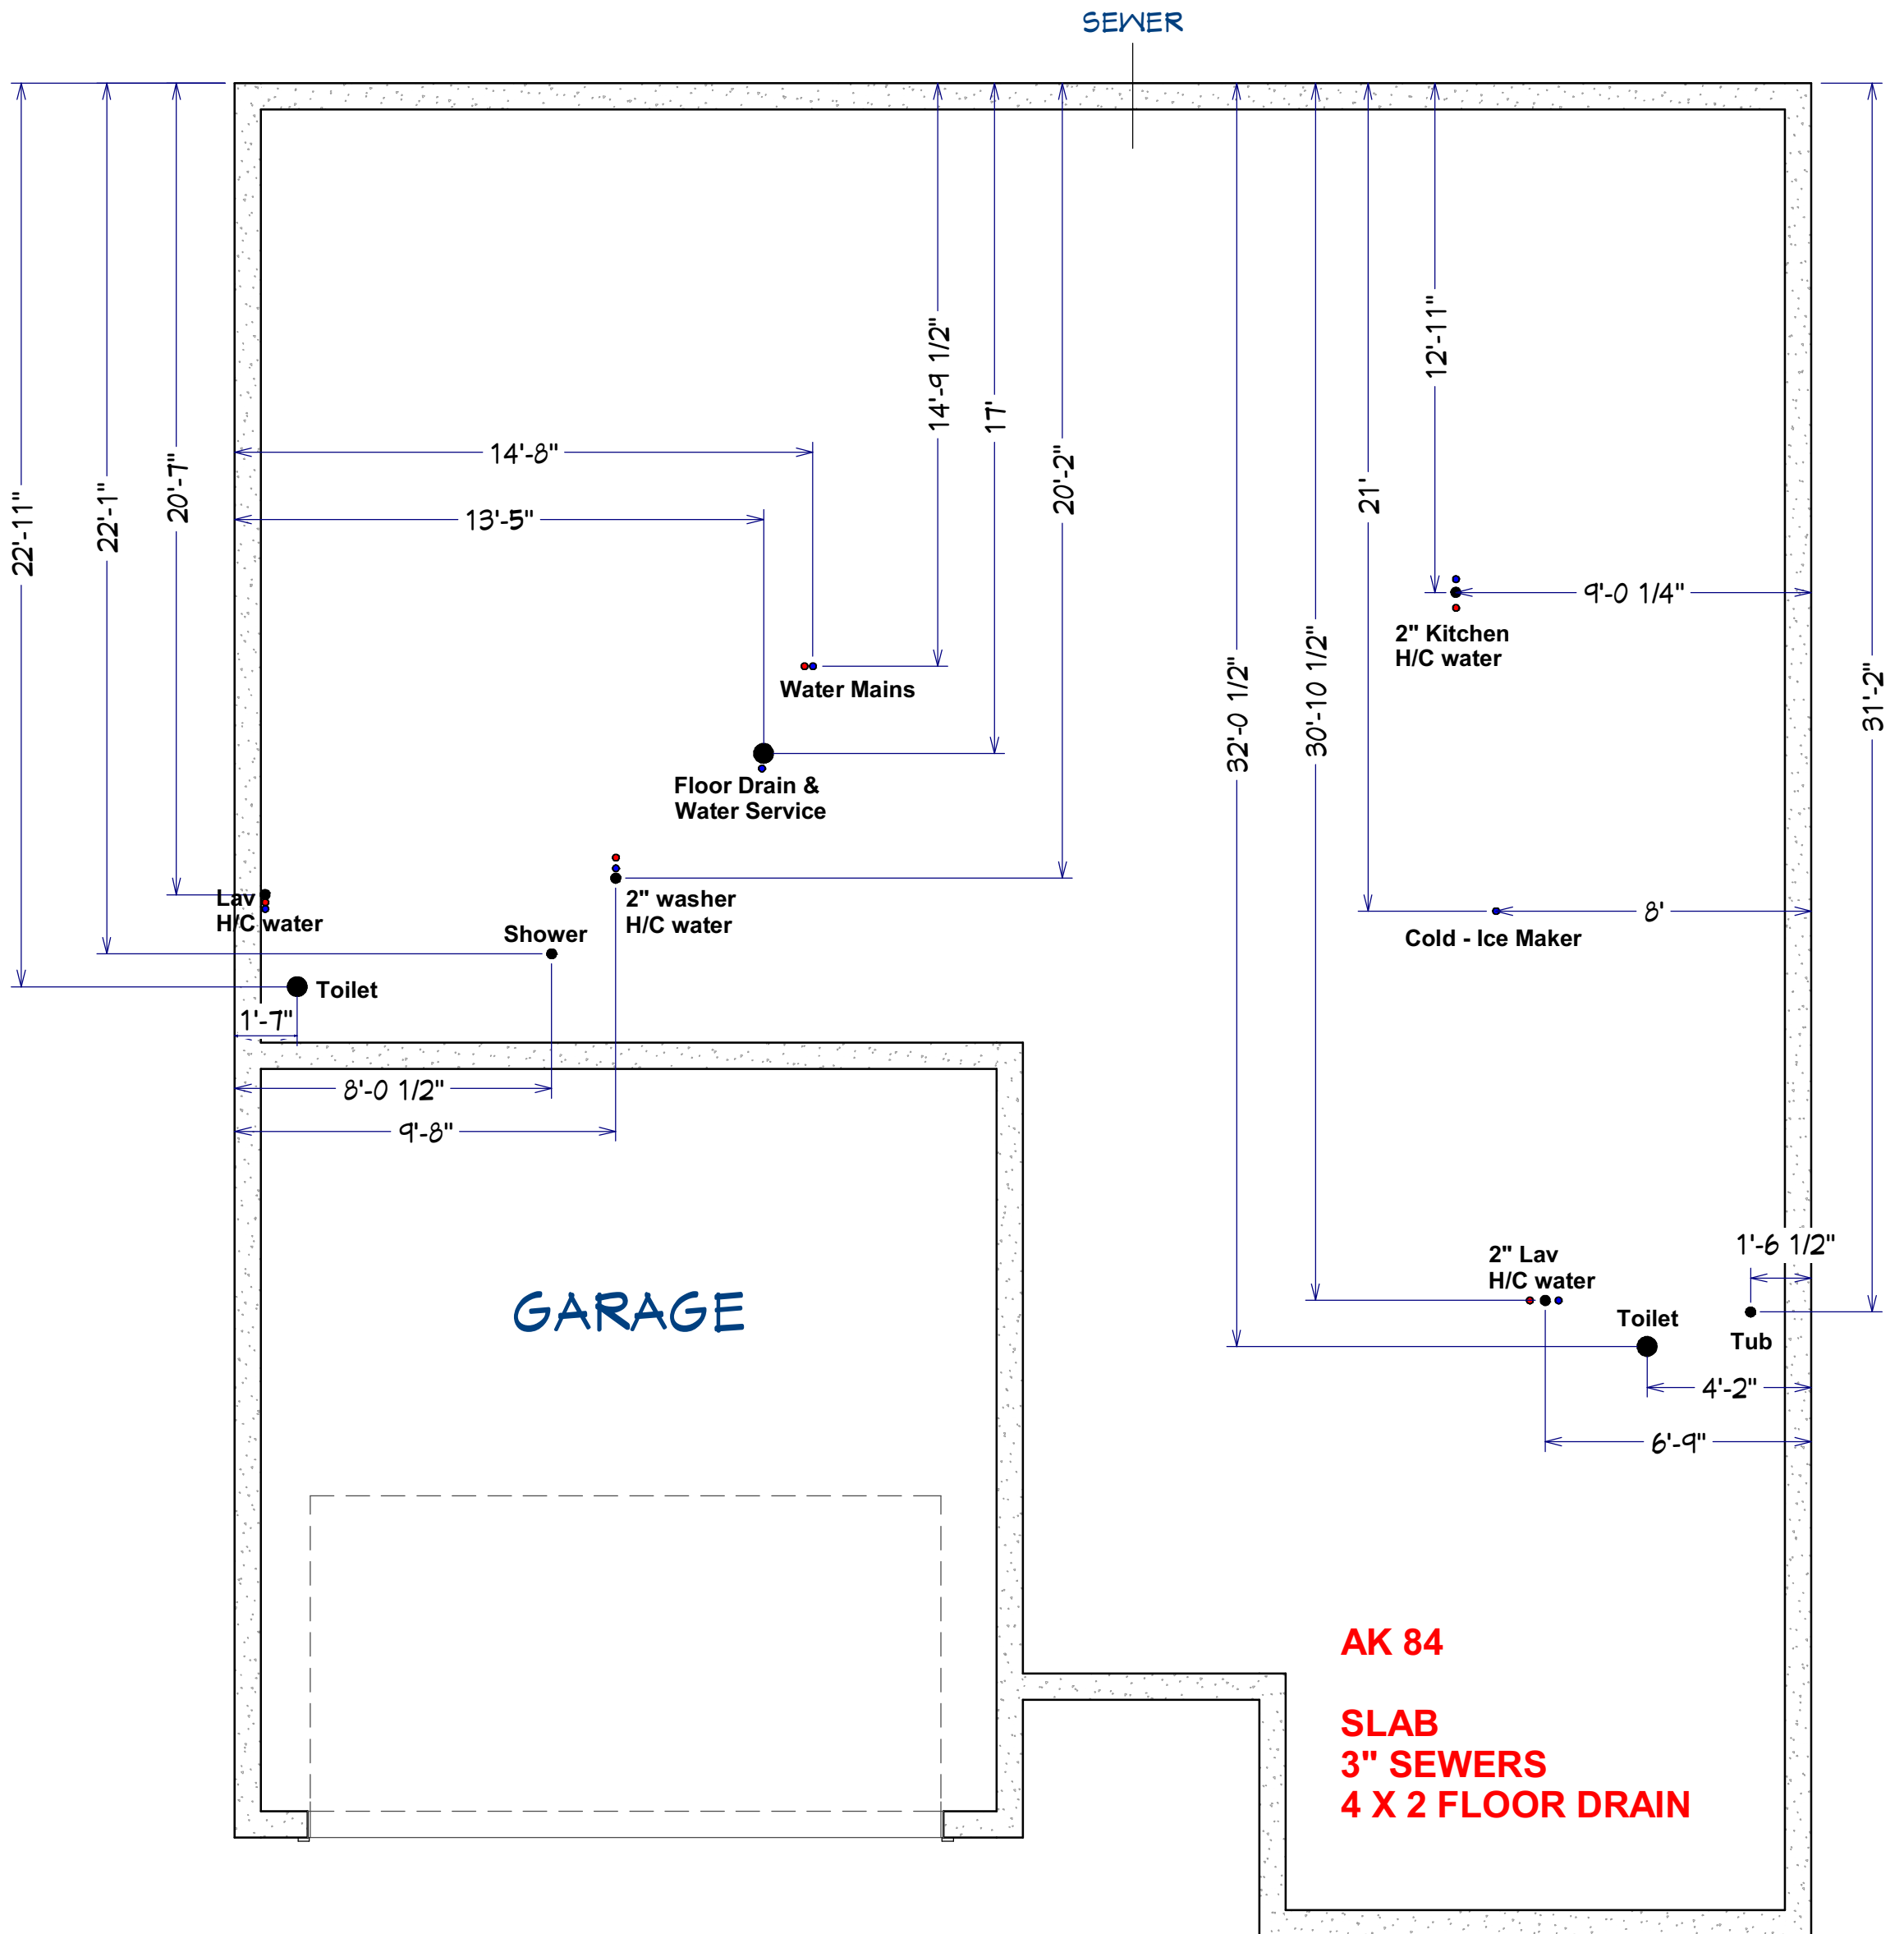 SEWER
22'-11"
22'-1"
20'-7"
14'-8"
13'-5"
14'-9 1/2"
17'
20'-2"
32'-0 1/2"
30'-10 1/2"
21'
12'-11"
9'-0 1/4"
31'-2"
2" Kitchen
H/C water
Water Mains
Floor Drain &
Water Service
Lav
H/C water
2" washer
H/C water
Shower
Toilet
1'-7"
8'-0 1/2"
9'-8"
8'
Cold - Ice Maker
1'-6 1/2"
2" Lav
H/C water
Toilet
Tub
4'-2"
6'-9"
GARAGE
AK 84
SLAB
3" SEWERS
4 X 2 FLOOR DRAIN